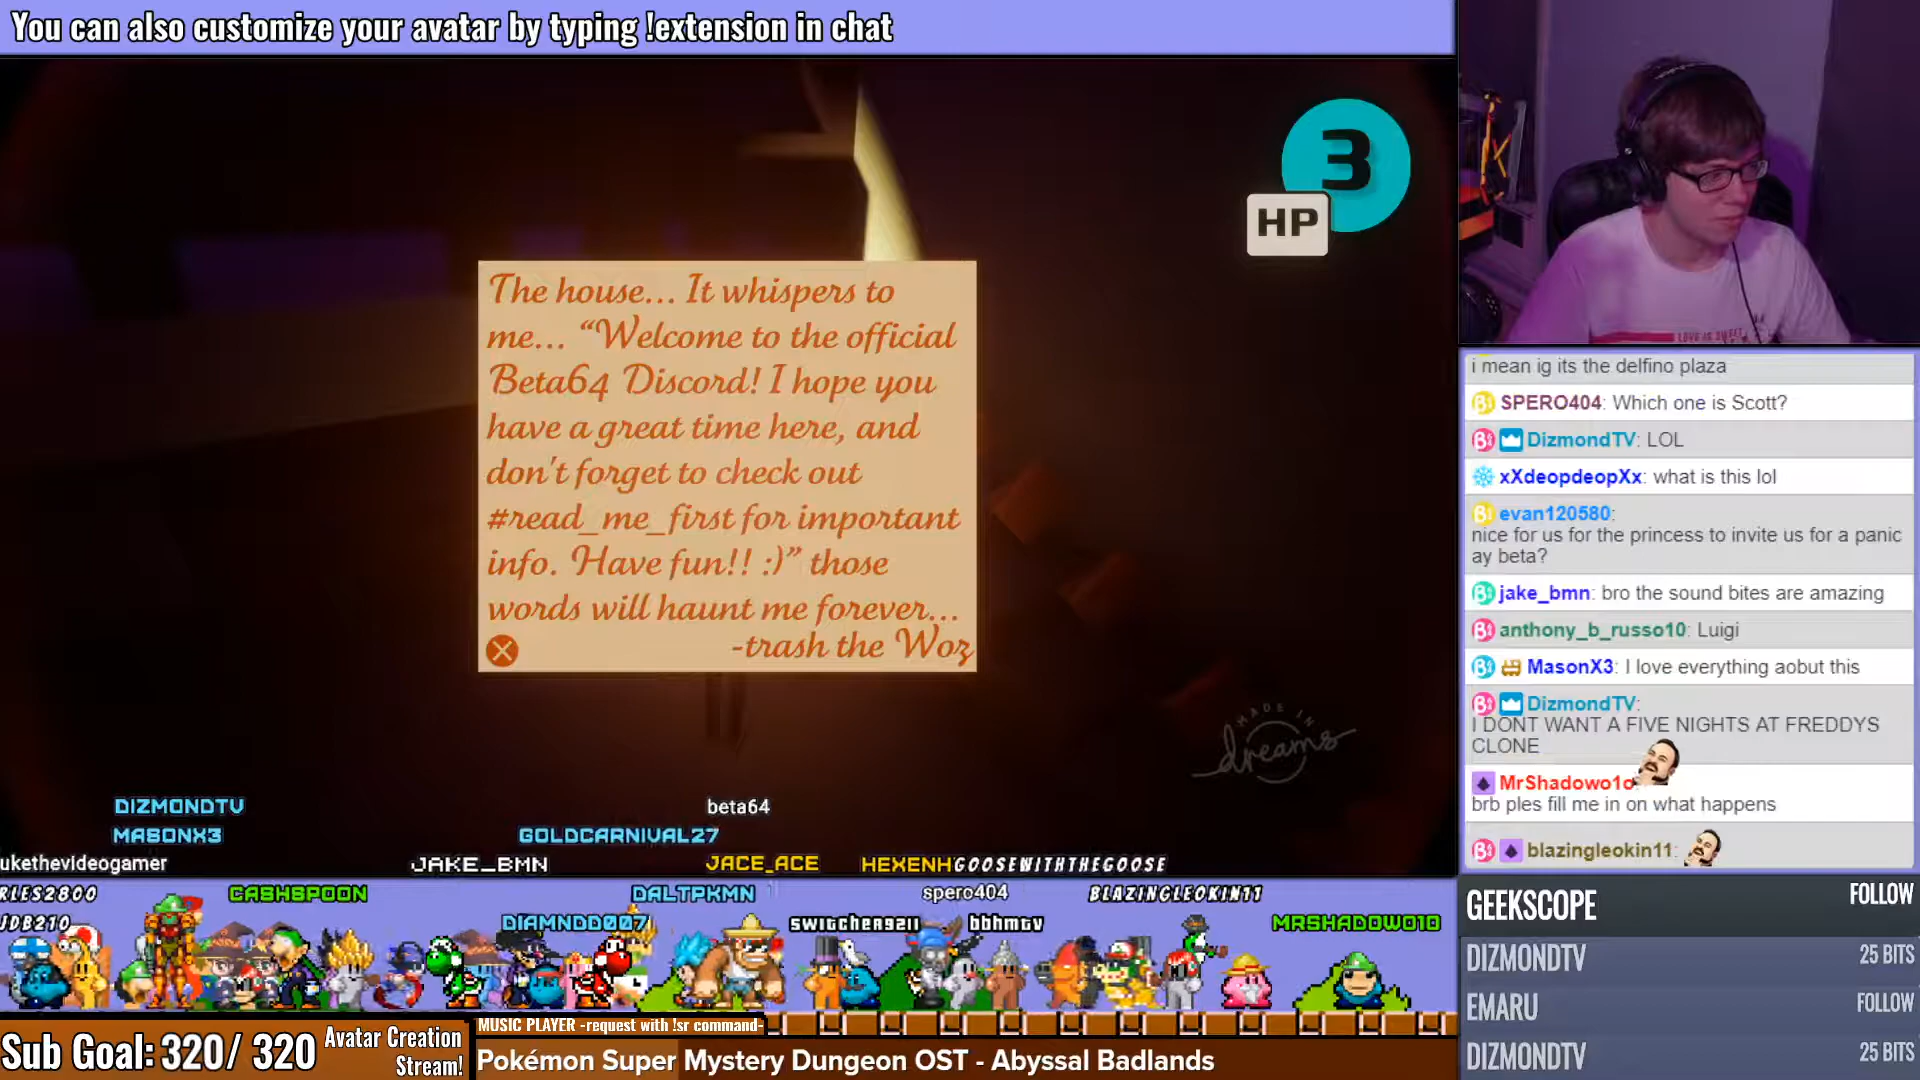 You can also customize your avatar by typing !extension in chat
3
HP
The house... It whispers to
me... “Welcome to the official
Beta64 Discord! I hope you
have a great time here, and
don't forget to check out
#read_me_first for important
info. Have fun!! :)” those
words will haunt me forever...
-trash the Woz
MADE IN
dreams
i mean ig its the delfino plaza
SPERO404: Which one is Scott?
DizmondTV: LOL
xXdeopdeopXx: what is this lol
evan120580:
nice for us for the princess to invite us for a panic
ay beta?
jake_bmn: bro the sound bites are amazing
anthony_b_russo10: Luigi
MasonX3: I love everything aobut this
DizmondTV:
I DONT WANT A FIVE NIGHTS AT FREDDYS
CLONE
MrShadowo1o
brb ples fill me in on what happens
blazingleokin11:
DIZMONDTV
beta64
MASONX3
GOLDCARNIVAL27
ukethevideogamer
JAKE_BMN
JACE_ACE
HEXENH
GOOSEWITHTHEGOOSE
RLES2800
CASHSPOON
DALTPKMN
spero404
BLAZINGLEOKIN11
JDB210
DIAMNDD007
switcher9211
bbhmtv
MRSHADOWO1O
GEEKSCOPE FOLLOW
DIZMONDTV 25 BITS
EMARU FOLLOW
DIZMONDTV 25 BITS
Sub Goal: 320/ 320
Avatar Creation
Stream!
MUSIC PLAYER -request with !sr command-
Pokémon Super Mystery Dungeon OST - Abyssal Badlands